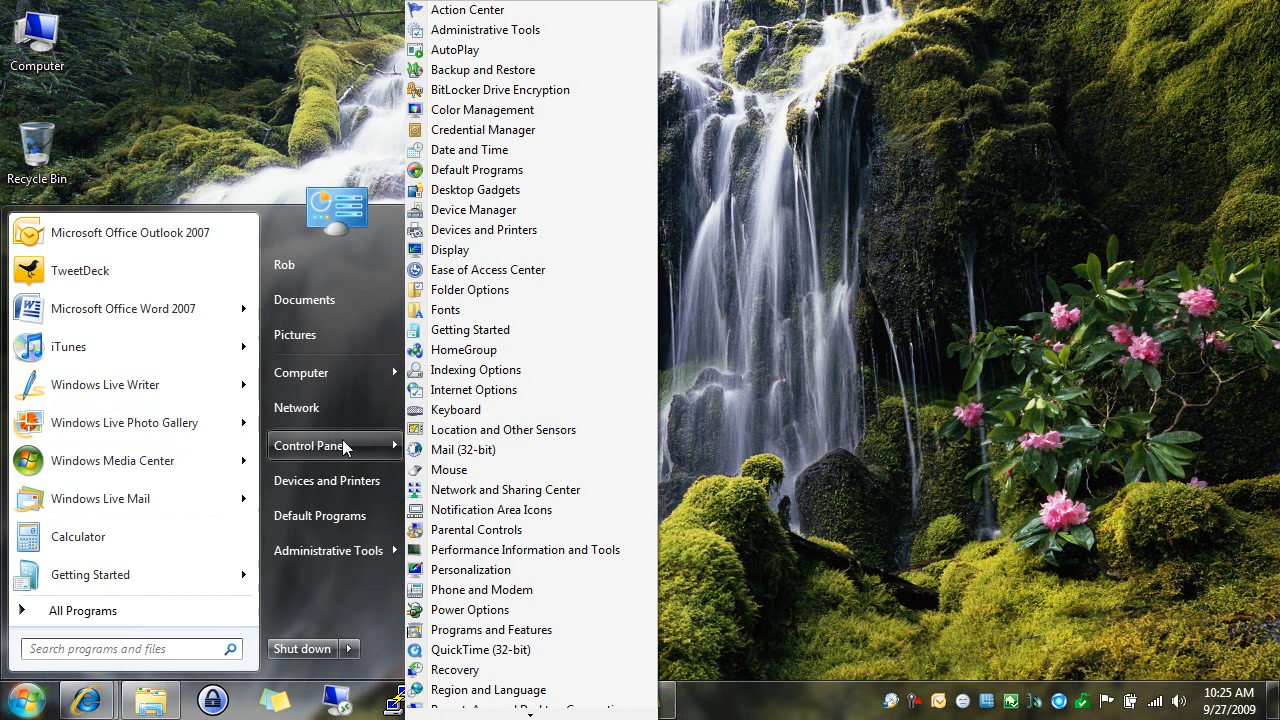 Computer
Recycle Bin
Microsoft Office Outlook 2007
TweetDeck
Microsoft Office Word 2007
iTunes
Windows Live Writer
Windows Live Photo Gallery
Windows Media Center
Windows Live Mail
Calculator
Getting Started
All Programs
Search programs and files
Rob
Documents
Pictures
Computer
Network
Control Panel
Devices and Printers
Default Programs
Administrative Tools
Shut down
Action Center
Administrative Tools
AutoPlay
Backup and Restore
BitLocker Drive Encryption
Color Management
Credential Manager
Date and Time
Default Programs
Desktop Gadgets
Device Manager
Devices and Printers
Display
Ease of Access Center
Folder Options
Fonts
Getting Started
HomeGroup
Indexing Options
Internet Options
Keyboard
Location and Other Sensors
Mail (32-bit)
Mouse
Network and Sharing Center
Notification Area Icons
Parental Controls
Performance Information and Tools
Personalization
Phone and Modem
Power Options
Programs and Features
QuickTime (32-bit)
Recovery
Region and Language
10:25 AM
9/27/2009